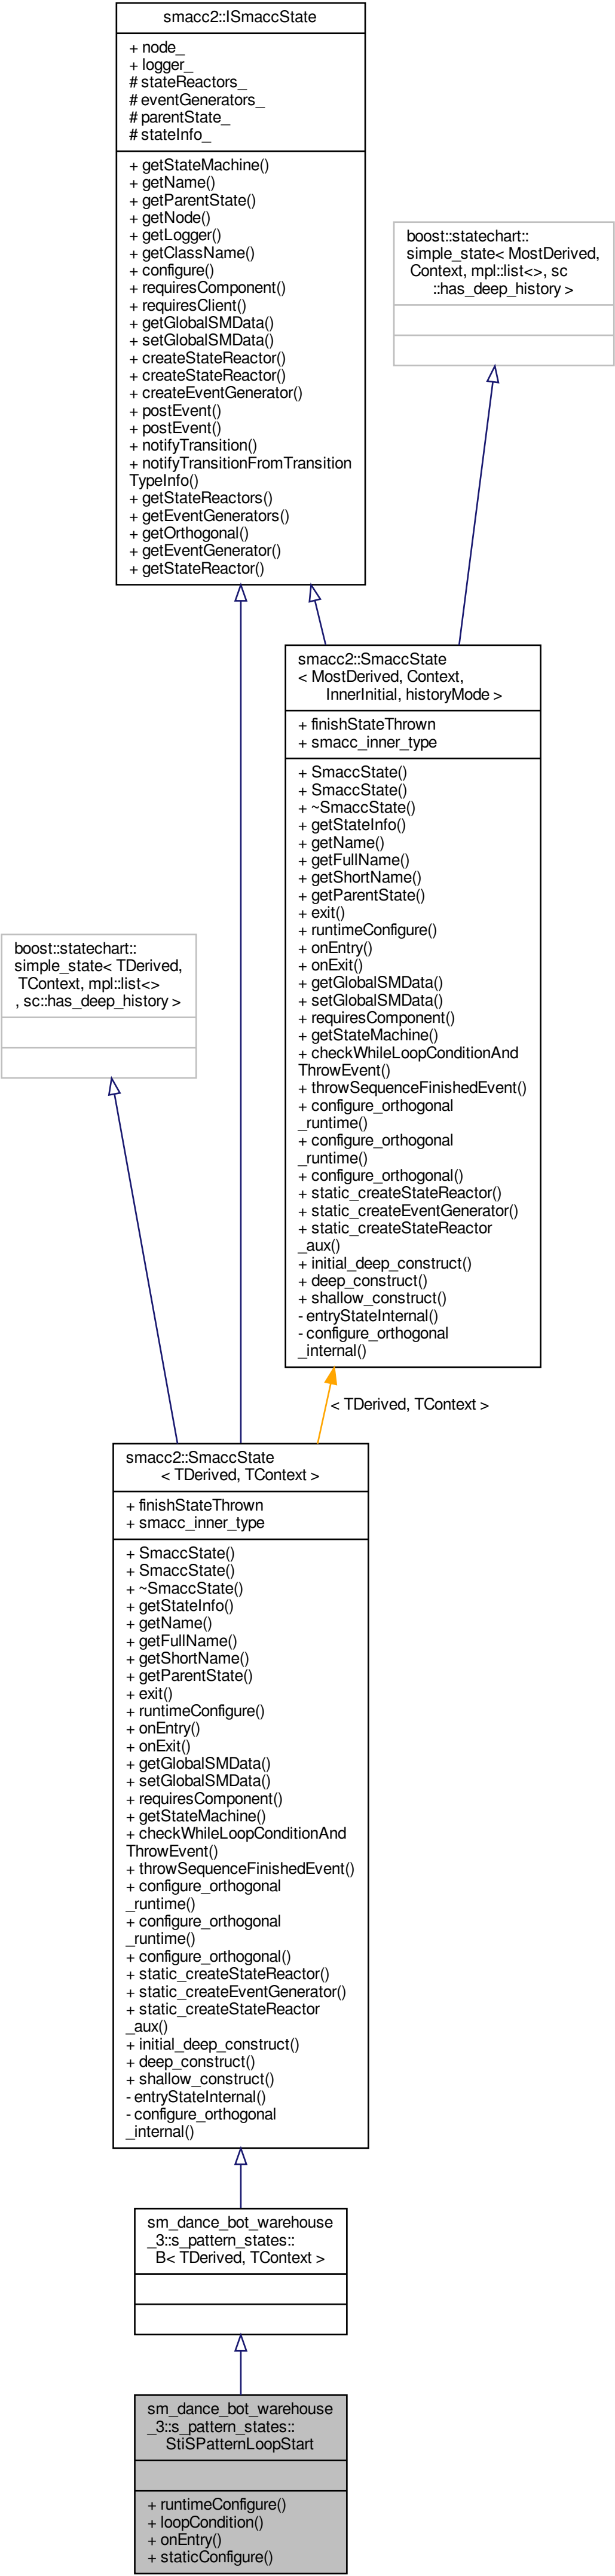 smacc2::ISmaccState
+ node_
+ logger_
# stateReactors_
# eventGenerators_
# parentState_
# stateInfo_
+ getStateMachine()
+ getName()
+ getParentState()
+ getNode()
+ getLogger()
+ getClassName()
+ configure()
+ requiresComponent()
+ requiresClient()
+ getGlobalSMData()
+ setGlobalSMData()
+ createStateReactor()
+ createStateReactor()
+ createEventGenerator()
+ postEvent()
+ postEvent()
+ notifyTransition()
+ notifyTransitionFromTransition
TypeInfo()
+ getStateReactors()
+ getEventGenerators()
+ getOrthogonal()
+ getEventGenerator()
+ getStateReactor()
boost::statechart::
simple_state< MostDerived,
Context, mpl::list<>, sc
::has_deep_history >
smacc2::SmaccState
< MostDerived, Context,
InnerInitial, historyMode >
+ finishStateThrown
+ smacc_inner_type
+ SmaccState()
+ SmaccState()
+ ~SmaccState()
+ getStateInfo()
+ getName()
+ getFullName()
+ getShortName()
+ getParentState()
+ exit()
+ runtimeConfigure()
+ onEntry()
+ onExit()
+ getGlobalSMData()
+ setGlobalSMData()
+ requiresComponent()
+ getStateMachine()
+ checkWhileLoopConditionAnd
ThrowEvent()
+ throwSequenceFinishedEvent()
+ configure_orthogonal
_runtime()
+ configure_orthogonal
_runtime()
+ configure_orthogonal()
+ static_createStateReactor()
+ static_createEventGenerator()
+ static_createStateReactor
_aux()
+ initial_deep_construct()
+ deep_construct()
+ shallow_construct()
- entryStateInternal()
- configure_orthogonal
_internal()
boost::statechart::
simple_state< TDerived,
TContext, mpl::list<>
, sc::has_deep_history >
< TDerived, TContext >
smacc2::SmaccState
< TDerived, TContext >
+ finishStateThrown
+ smacc_inner_type
+ SmaccState()
+ SmaccState()
+ ~SmaccState()
+ getStateInfo()
+ getName()
+ getFullName()
+ getShortName()
+ getParentState()
+ exit()
+ runtimeConfigure()
+ onEntry()
+ onExit()
+ getGlobalSMData()
+ setGlobalSMData()
+ requiresComponent()
+ getStateMachine()
+ checkWhileLoopConditionAnd
ThrowEvent()
+ throwSequenceFinishedEvent()
+ configure_orthogonal
_runtime()
+ configure_orthogonal
_runtime()
+ configure_orthogonal()
+ static_createStateReactor()
+ static_createEventGenerator()
+ static_createStateReactor
_aux()
+ initial_deep_construct()
+ deep_construct()
+ shallow_construct()
- entryStateInternal()
- configure_orthogonal
_internal()
sm_dance_bot_warehouse
_3::s_pattern_states::
B< TDerived, TContext >
sm_dance_bot_warehouse
_3::s_pattern_states::
StiSPatternLoopStart
+ runtimeConfigure()
+ loopCondition()
+ onEntry()
+ staticConfigure()